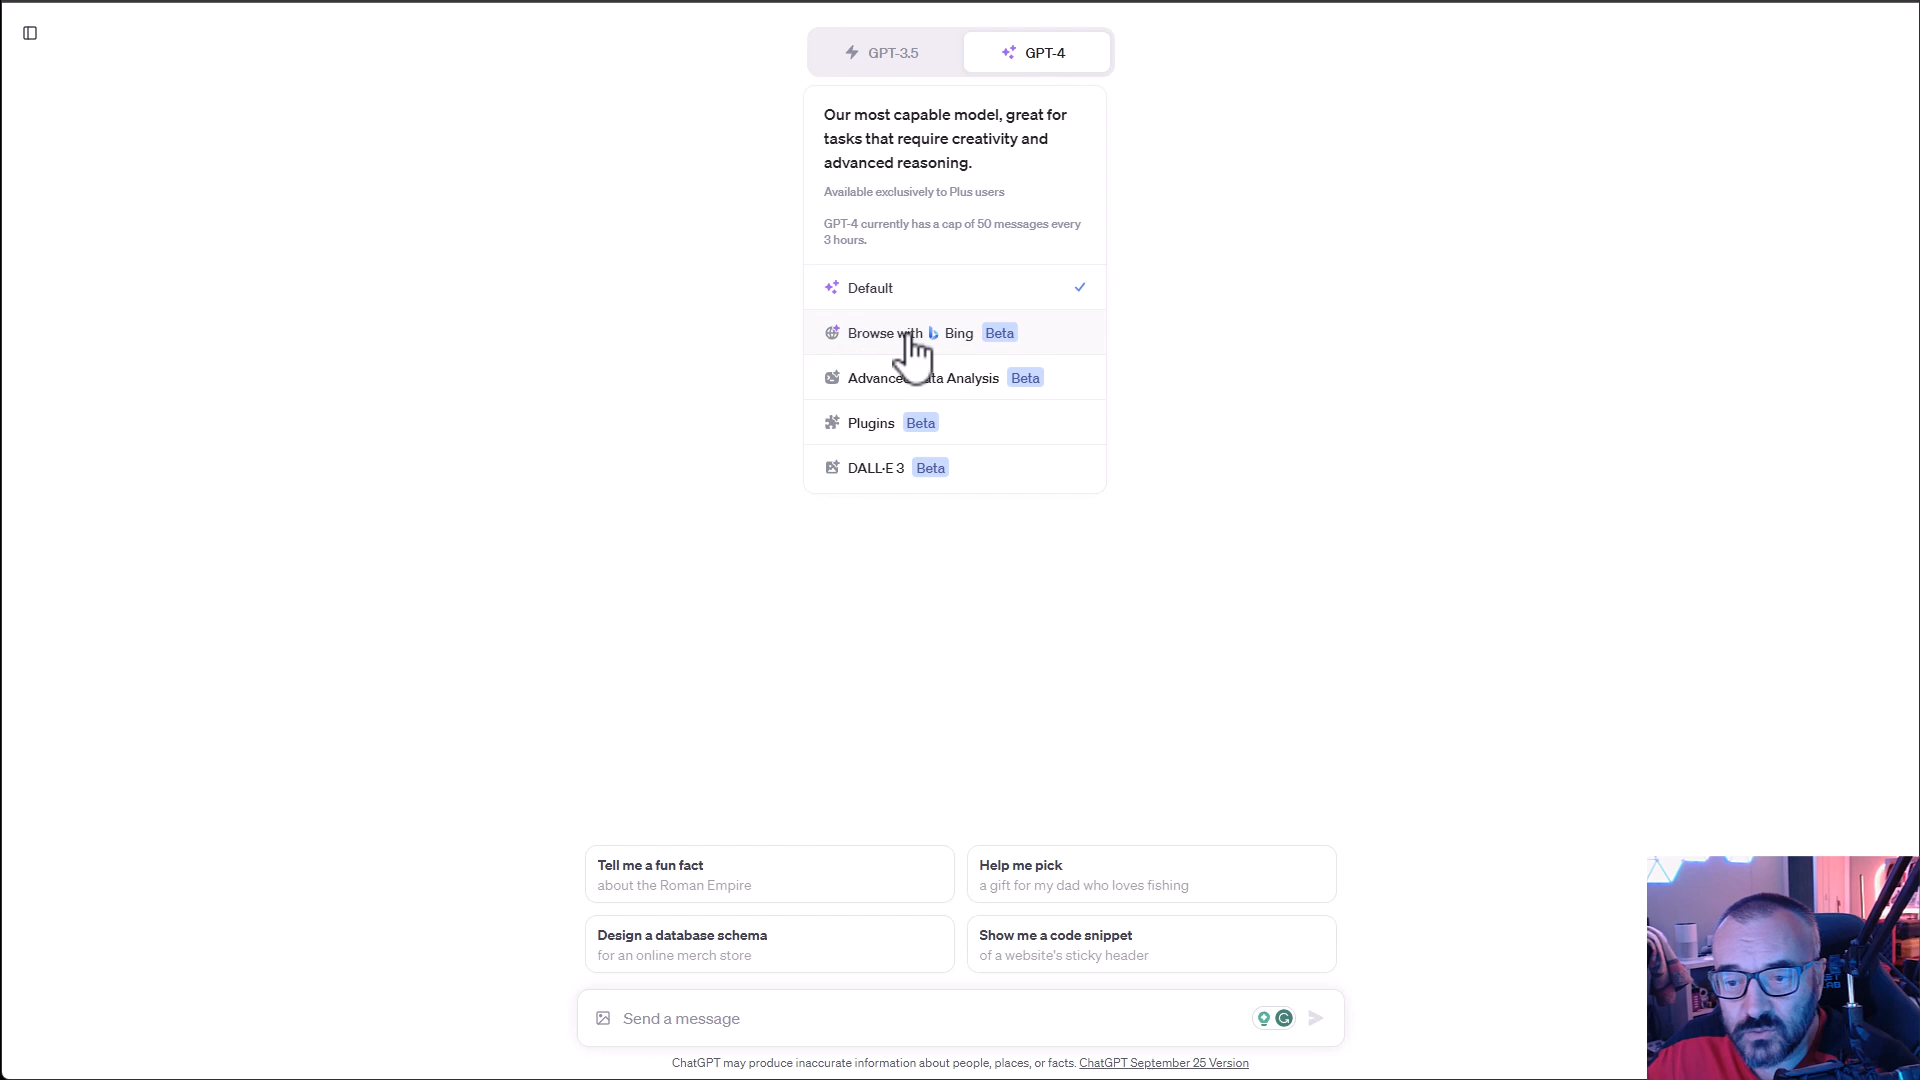 GPT-3.5
GPT-4
Our most capable model, great for
tasks that require creativity and
advanced reasoning.
Available exclusively to Plus users
GPT-4 currently has a cap of 50 messages every
3 hours.
Default
Browse with Bing Beta
Advanced Data Analysis Beta
Plugins Beta
DALL·E 3 Beta
Tell me a fun fact
about the Roman Empire
Help me pick
a gift for my dad who loves fishing
Design a database schema
for an online merch store
Show me a code snippet
of a website's sticky header
Send a message
ChatGPT may produce inaccurate information about people, places, or facts. ChatGPT September 25 Version